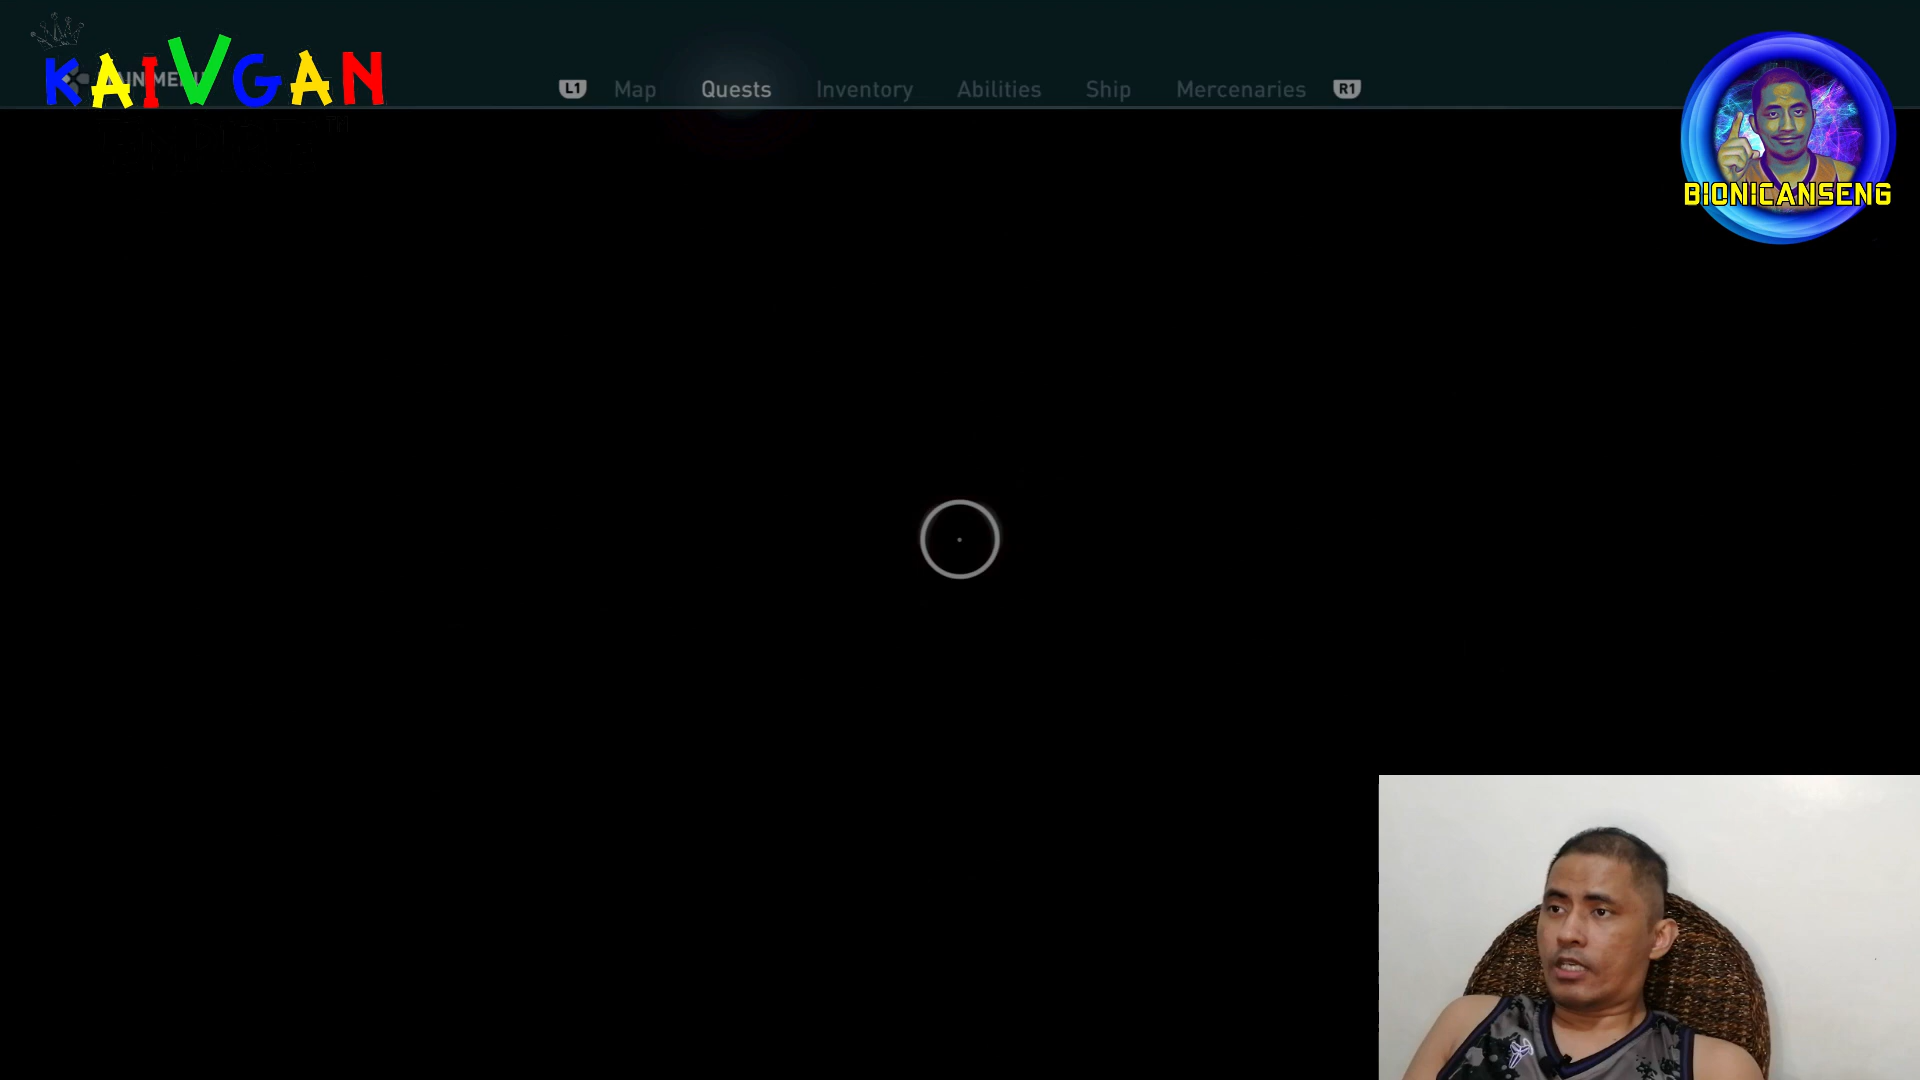 KAIVGAN
L1 Map Quests Inventory Abilities Ship Mercenaries R1
BIONICANSENG